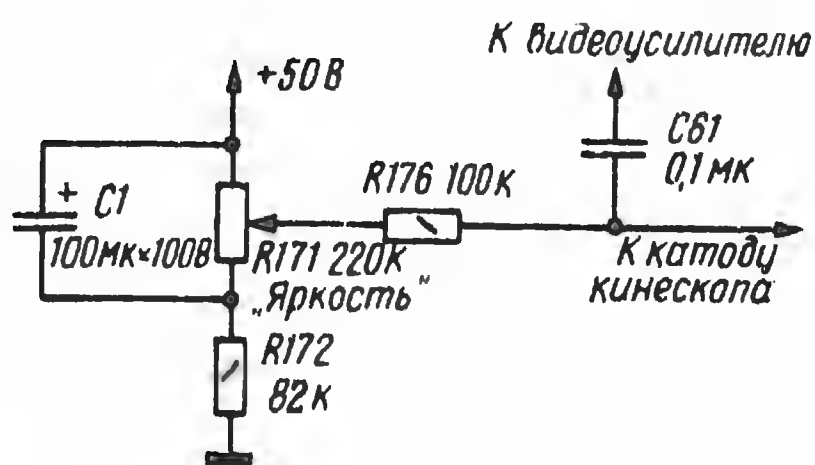 К видеоусилителю
+50В
С61
0,1мк
+ С1
R176 100к
100мк×100В
R171 220к
„Яркость"
К катоду
кинескопа
R172
82к